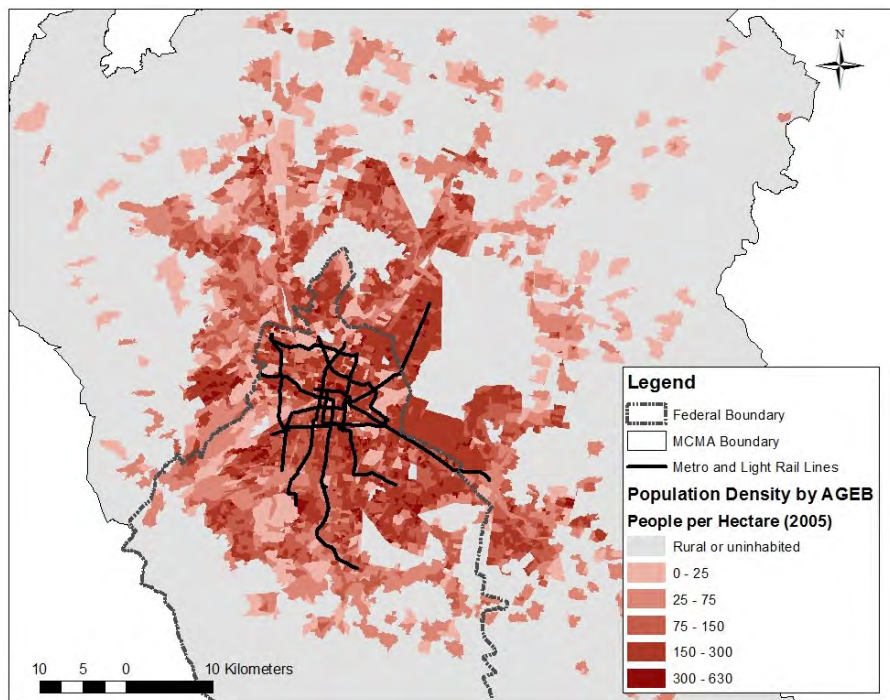 N
Legend
Federal Boundary
MCMA Boundary
Metro and Light Rail Lines
Population Density by AGEB
People per Hectare (2005)
Rural or uninhabited
0 - 25
25 - 75
75 - 150
150 - 300
300 - 630
10 5 0 10 Kilometers